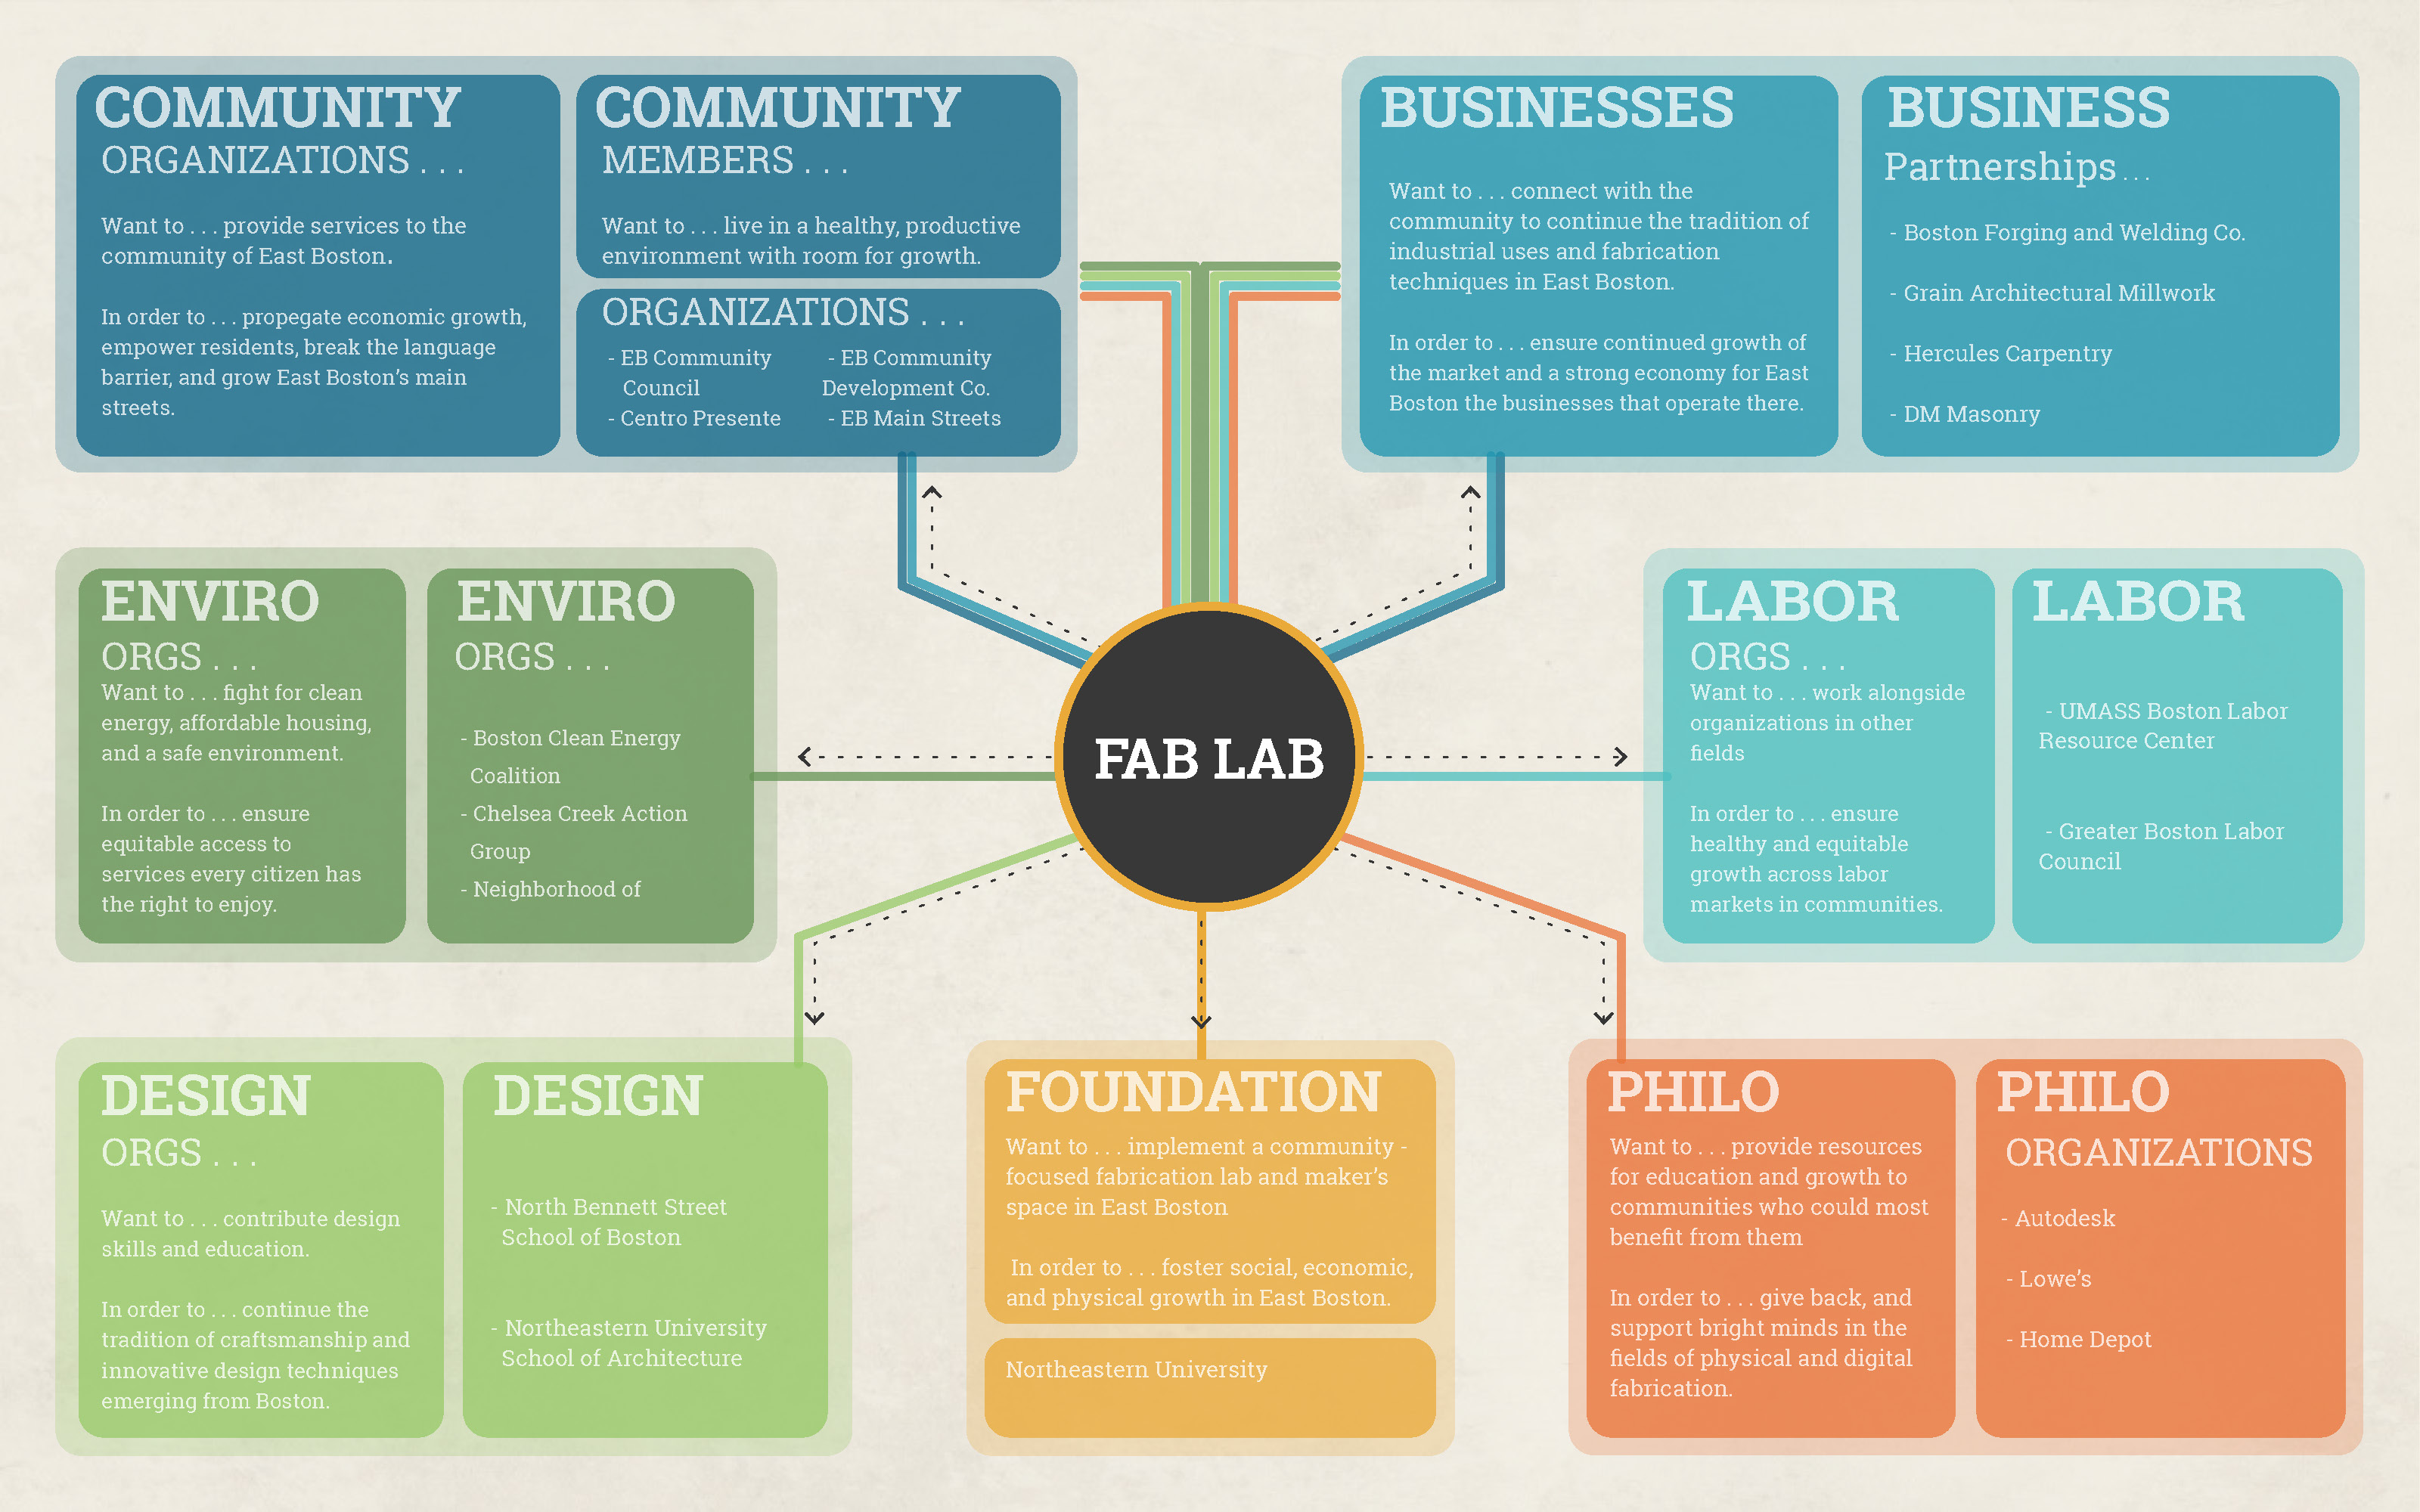 COMMUNITY
ORGANIZATIONS . . .
Want to . . . provide services to the
community of East Boston.
In order to . . . propegate economic growth,
empower residents, break the language
barrier, and grow East Boston's main
streets.
COMMUNITY
MEMBERS . . .
Want to . . . live in a healthy, productive
environment with room for growth.
ORGANIZATIONS . . .
- EB Community
Council
- Centro Presente
- EB Community
Development Co.
- EB Main Streets
BUSINESSES
Want to . . . connect with the
community to continue the tradition of
industrial uses and fabrication
techniques in East Boston.
In order to . . . ensure continued growth of
the market and a strong economy for East
Boston the businesses that operate there.
BUSINESS
Partnerships . . .
- Boston Forging and Welding Co.
- Grain Architectural Millwork
- Hercules Carpentry
- DM Masonry
ENVIRO
ORGS . . .
Want to . . . fight for clean
energy, affordable housing,
and a safe environment.
In order to . . . ensure
equitable access to
services every citizen has
the right to enjoy.
ENVIRO
ORGS . . .
- Boston Clean Energy
Coalition
- Chelsea Creek Action
Group
- Neighborhood of
FAB LAB
LABOR
ORGS . . .
Want to . . . work alongside
organizations in other
fields
In order to . . . ensure
healthy and equitable
growth across labor
markets in communities.
LABOR
- UMASS Boston Labor
Resource Center
- Greater Boston Labor
Council
DESIGN
ORGS . . .
Want to . . . contribute design
skills and education.
In order to . . . continue the
tradition of craftsmanship and
innovative design techniques
emerging from Boston.
DESIGN
- North Bennett Street
School of Boston
- Northeastern University
School of Architecture
FOUNDATION
Want to . . . implement a community -
focused fabrication lab and maker's
space in East Boston
In order to . . . foster social, economic,
and physical growth in East Boston.
Northeastern University
PHILO
Want to . . . provide resources
for education and growth to
communities who could most
benefit from them
In order to . . . give back, and
support bright minds in the
fields of physical and digital
fabrication.
PHILO
ORGANIZATIONS
- Autodesk
- Lowe's
- Home Depot